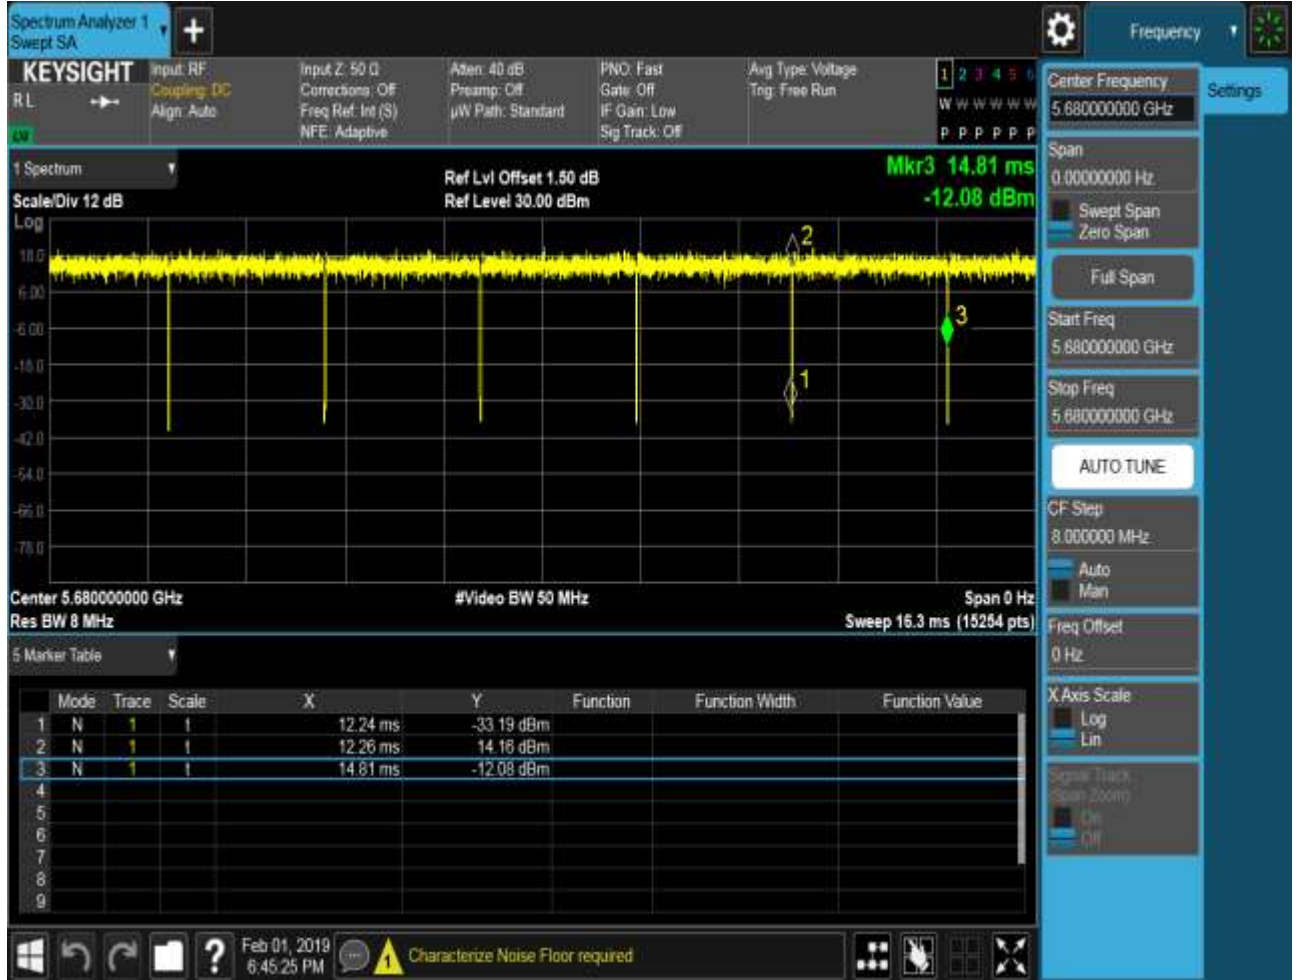 Spectrum Analyzer 1
Swept SA
Frequency
KEYSIGHT
RL
Input: RF
Coupling: DC
Align: Auto
Input Z: 50 Ω
Corrections: Off
Freq Ref: Int (S)
NFE: Adaptive
Atten: 40 dB
Preamp: Off
µW Path: Standard
PNO: Fast
Gate: Off
IF Gain: Low
Sig Track: Off
Avg Type: Voltage
Trig: Free Run
1 2 3 4 5 6
W W W W W W
P P P P P P
1 Spectrum
Scale/Div 12 dB
Ref Lvl Offset 1.50 dB
Ref Level 30.00 dBm
Mkr3 14.81 ms
-12.08 dBm
Log
18.0
6.00
-6.00
-18.0
-30.0
-42.0
-54.0
-66.0
-78.0
2
3
1
Center 5.680000000 GHz
#Video BW 50 MHz
Span 0 Hz
Res BW 8 MHz
Sweep 16.3 ms (15254 pts)
5 Marker Table
Mode Trace Scale X Y Function Function Width Function Value
1 N 1 t 12.24 ms -33.19 dBm
2 N 1 t 12.26 ms 14.16 dBm
3 N 1 t 14.81 ms -12.08 dBm
4
5
6
7
8
9
Feb 01, 2019
6:45:25 PM
1
Characterize Noise Floor required
Settings
Center Frequency
5.680000000 GHz
Span
0.00000000 Hz
Swept Span
Zero Span
Full Span
Start Freq
5.680000000 GHz
Stop Freq
5.680000000 GHz
AUTO TUNE
CF Step
8.000000 MHz
Auto
Man
Freq Offset
0 Hz
X Axis Scale
Log
Lin
Signal Track
(Span Zoom)
On
Off